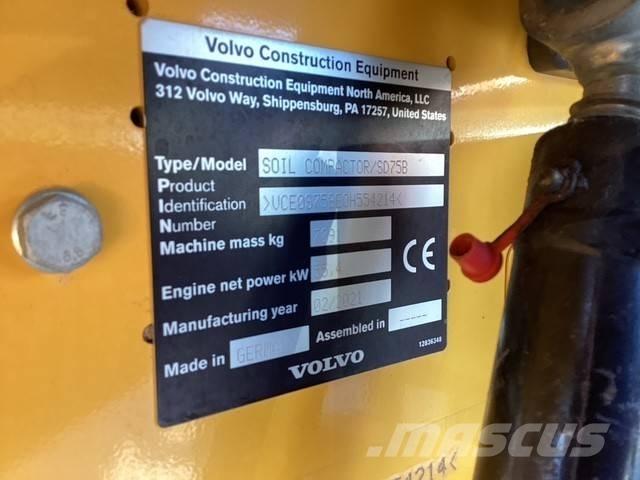 Volvo Construction Equipment
Volvo Construction Equipment North America, LLC
312 Volvo Way, Shippensburg, PA 17257, United States
Type/Model SOIL COMPACTOR/SD75B
Product
Identification
Number
Machine mass kg
Engine net power kW
Manufacturing year 02/2021
Made in Assembled in ----
CE
VOLVO
12836340
4214<
mascus